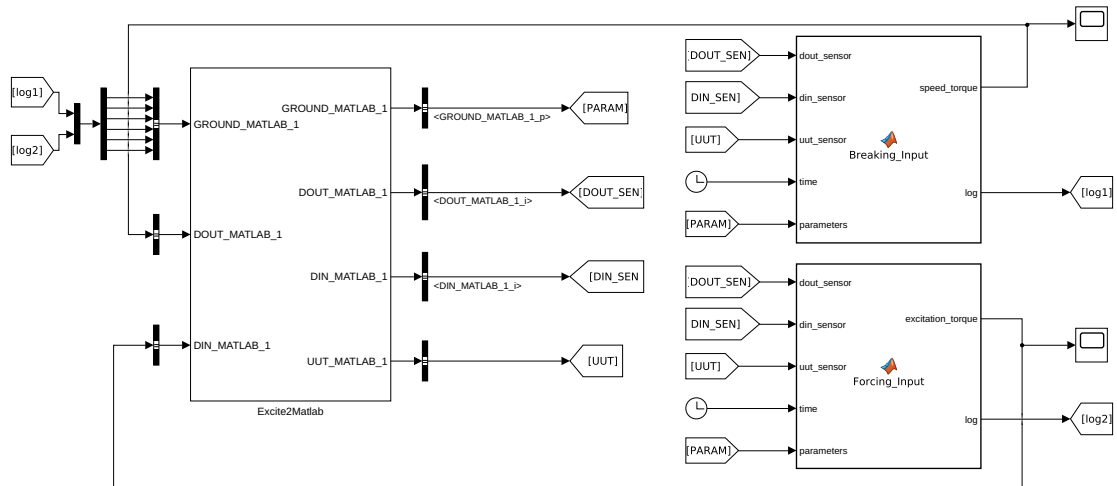 [log1]
[log2]
GROUND_MATLAB_1
DOUT_MATLAB_1
DIN_MATLAB_1
GROUND_MATLAB_1
DOUT_MATLAB_1
DIN_MATLAB_1
UUT_MATLAB_1
Excite2Matlab
<GROUND_MATLAB_1_p>
<DOUT_MATLAB_1_i>
<DIN_MATLAB_1_i>
[PARAM]
[DOUT_SEN]
[DIN_SEN
[UUT]
[DOUT_SEN]
DIN_SEN]
[UUT]
[PARAM]
dout_sensor
din_sensor
uut_sensor
time
parameters
Breaking_Input
speed_torque
log
[log1]
[DOUT_SEN]
DIN_SEN]
[UUT]
[PARAM]
dout_sensor
din_sensor
uut_sensor
time
parameters
Forcing_Input
excitation_torque
log
[log2]